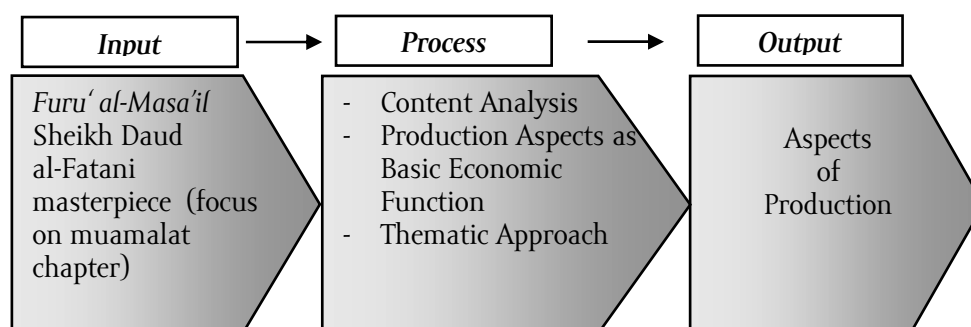 Input
Process
Output
Furu‘ al-Masa’il
Sheikh Daud
al-Fatani
masterpiece (focus
on muamalat
chapter)
- Content Analysis
- Production Aspects as
Basic Economic
Function
- Thematic Approach
Aspects
of
Production